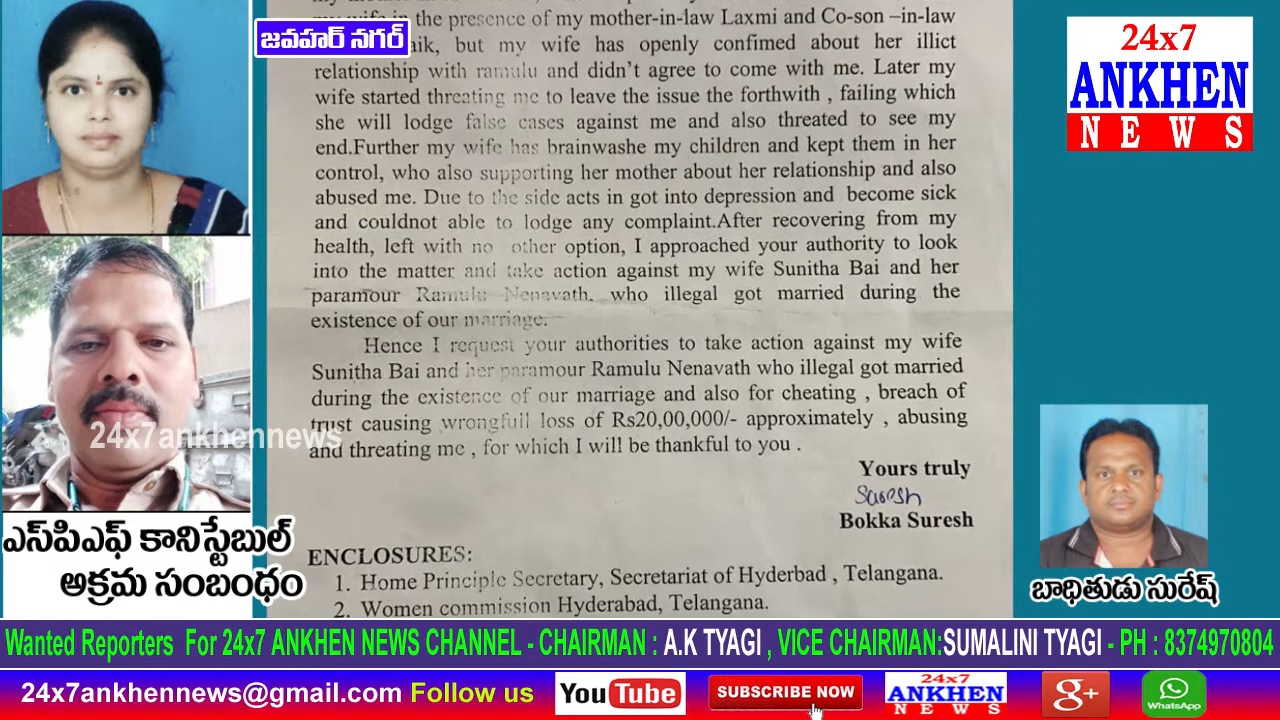 జవహర్ నగర్
my wife in the presence of my mother-in-law Laxmi and Co-son –in-law
aik, but my wife has openly confimed about her illict
relationship with ramulu and didn't agree to come with me. Later my
wife started threating me to leave the issue the forthwith , failing which
she will lodge false cases against me and also threated to see my
end.Further my wife has brainwashe my children and kept them in her
control, who also supporting her mother about her relationship and also
abused me. Due to the side acts in got into depression and become sick
and couldnot able to lodge any complaint.After recovering from my
health, left with no other option, I approached your authority to look
into the matter and take action against my wife Sunitha Bai and her
paramour Ramulu Nenavath, who illegal got married during the
existence of our marriage.
Hence I request your authorities to take action against my wife
Sunitha Bai and her paramour Ramulu Nenavath who illegal got married
during the existence of our marriage and also for cheating , breach of
trust causing wrongfull loss of Rs20,00,000/- approximately , abusing
and threating me , for which I will be thankful to you .
Yours truly
Suresh
Bokka Suresh
ENCLOSURES:
1. Home Principle Secretary, Secretariat of Hyderbad , Telangana.
2. Women commission Hyderabad, Telangana.
24x7
ANKHEN
NEWS
24x7ankhennews
ఎస్‌పిఎఫ్ కానిస్టేబుల్
అక్రమ సంబంధం
బాధితుడు సురేష్
Wanted Reporters For 24x7 ANKHEN NEWS CHANNEL - CHAIRMAN : A.K TYAGI , VICE CHAIRMAN:SUMALINI TYAGI - PH : 8374970804
24x7ankhennews@gmail.com Follow us YouTube SUBSCRIBE NOW 24x7 ANKHEN NEWS g+ WhatsApp